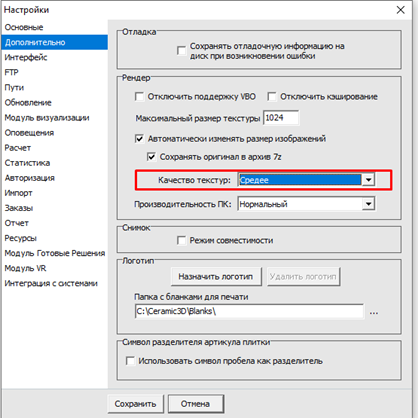 Настройки
Основные
Дополнительно
Интерфейс
FTP
Пути
Обновление
Модуль визуализации
Оповещения
Расчет
Статистика
Авторизация
Импорт
Заказы
Отчет
Ресурсы
Модуль Готовые Решения
Модуль VR
Интеграция с системами
Отладка
Сохранять отладочную информацию на
диск при возникновении ошибки
Рендер
Отключить поддержку VBO
Отключить кэширование
Максимальный размер текстуры 1024
Автоматически изменять размер изображений
Сохранять оригинал в архив 7z
Качество текстур: Средее
Производительность ПК: Нормальный
Снимок
Режим совместимости
Логотип
Назначить логотип
Удалить логотип
Папка с бланками для печати
C:\Ceramic3D\Blanks\ ...
Символ разделителя артикула плитки
Использовать символ пробела как разделитель
Сохранить
Отмена